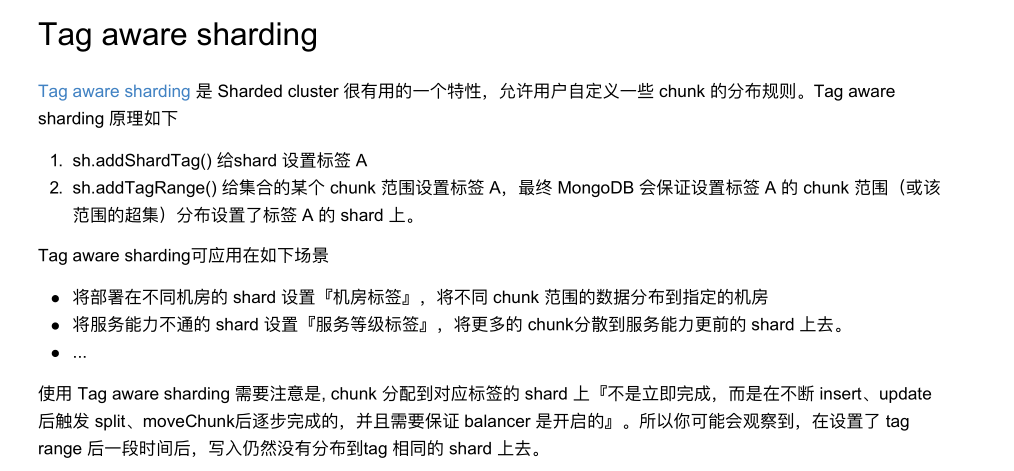 Tag aware sharding
Tag aware sharding 是 Sharded cluster 很有用的一个特性，允许用户自定义一些 chunk 的分布规则。Tag aware
sharding 原理如下
1. sh.addShardTag() 给shard 设置标签 A
2. sh.addTagRange() 给集合的某个 chunk 范围设置标签 A，最终 MongoDB 会保证设置标签 A 的 chunk 范围（或该
范围的超集）分布设置了标签 A 的 shard 上。
Tag aware sharding可应用在如下场景
● 将部署在不同机房的 shard 设置『机房标签』，将不同 chunk 范围的数据分布到指定的机房
● 将服务能力不通的 shard 设置『服务等级标签』，将更多的 chunk分散到服务能力更前的 shard 上去。
● ...
使用 Tag aware sharding 需要注意是, chunk 分配到对应标签的 shard 上『不是立即完成，而是在不断 insert、update
后触发 split、moveChunk后逐步完成的，并且需要保证 balancer 是开启的』。所以你可能会观察到，在设置了 tag
range 后一段时间后，写入仍然没有分布到tag 相同的 shard 上去。